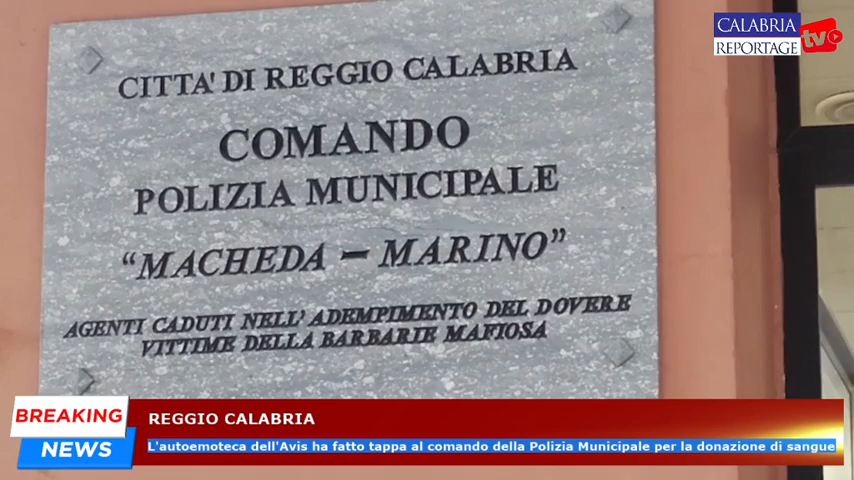 CALABRIA
REPORTAGE tv
CITTA' DI REGGIO CALABRIA
COMANDO
POLIZIA MUNICIPALE
“MACHEDA – MARINO”
AGENTI CADUTI NELL' ADEMPIMENTO DEL DOVERE
VITTIME DELLA BARBARIE MAFIOSA
BREAKING
NEWS
REGGIO CALABRIA
L'autoemoteca dell'Avis ha fatto tappa al comando della Polizia Municipale per la donazione di sangue